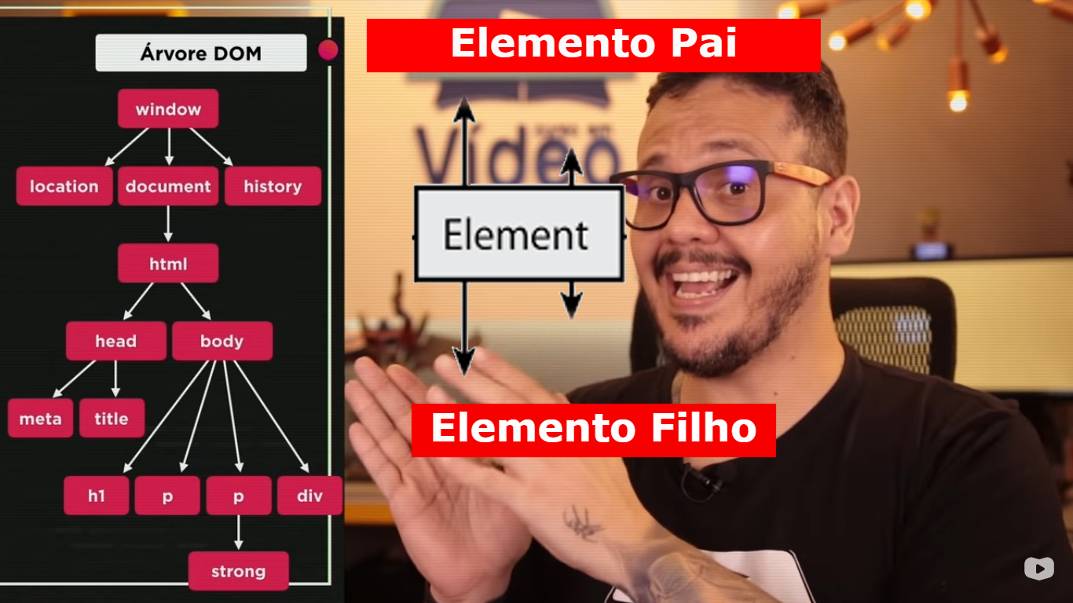 Árvore DOM
window
location
document
history
html
head
body
meta
title
h1
p
p
div
strong
Elemento Pai
Vídeo
Element
Elemento Filho